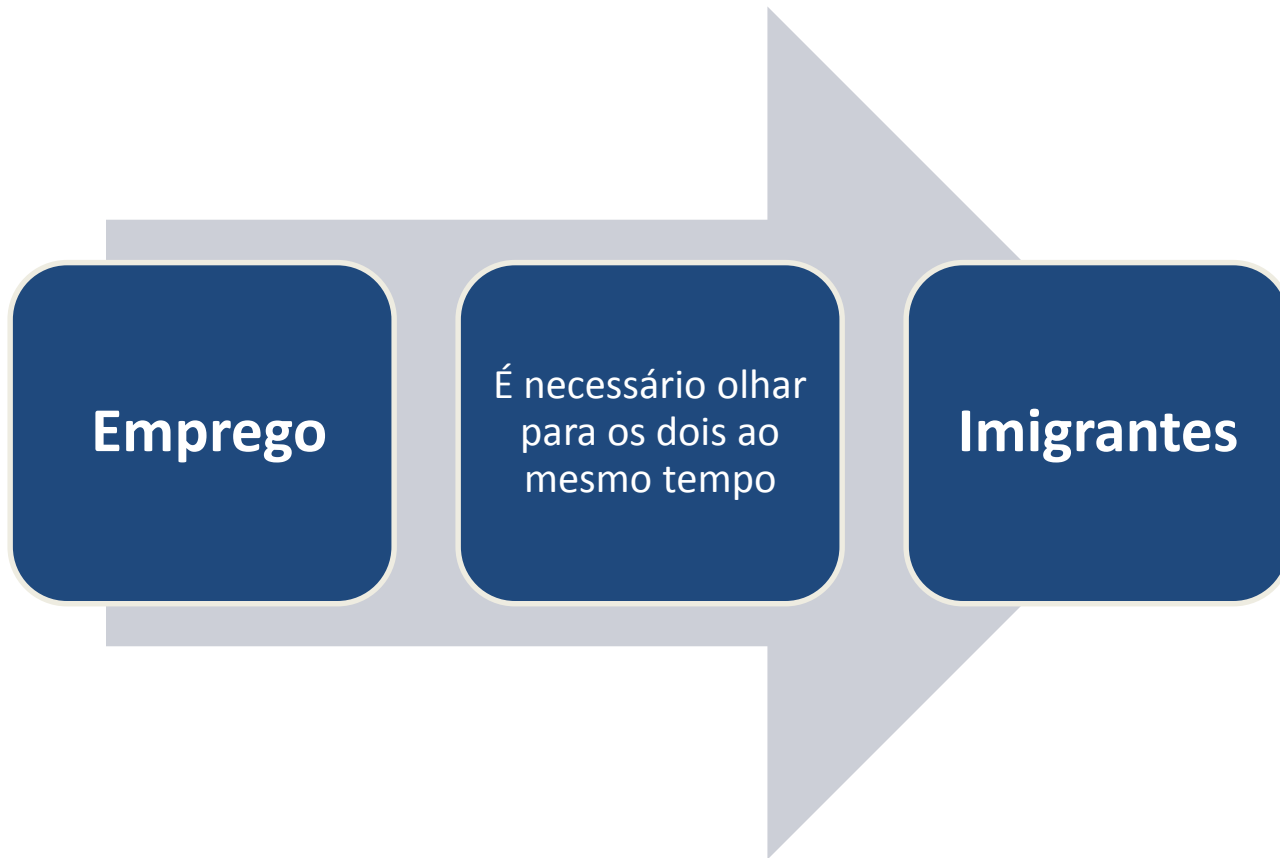 Emprego
É necessário olhar
para os dois ao
mesmo tempo
Imigrantes